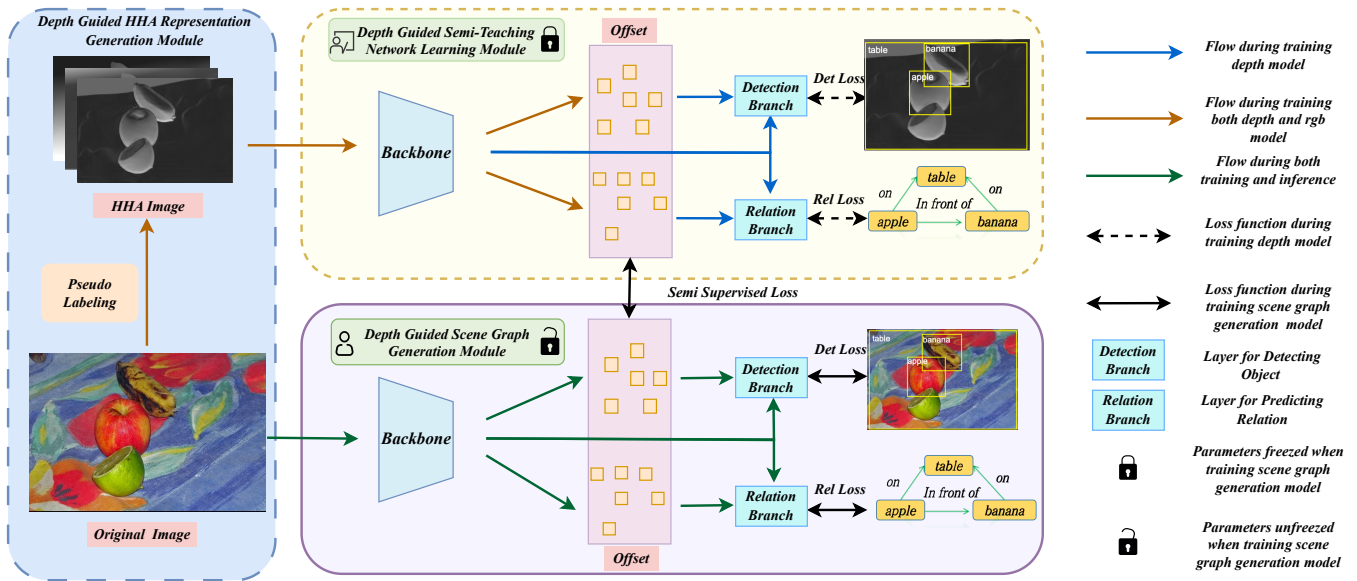 Depth Guided HHA Representation
Generation Module
HHA Image
Pseudo
Labeling
Original Image
Depth Guided Semi-Teaching
Network Learning Module
Offset
Backbone
Detection
Branch
Det Loss
table
banana
apple
Relation
Branch
Rel Loss
table
on
on
In front of
apple
banana
Semi Supervised Loss
Depth Guided Scene Graph
Generation Module
Backbone
Detection
Branch
Det Loss
table
banana
apple
Relation
Branch
Rel Loss
table
on
on
In front of
apple
banana
Offset
Flow during training
depth model
Flow during training
both depth and rgb
model
Flow during both
training and inference
Loss function during
training depth model
Loss function during
training scene graph
generation model
Detection
Branch
Layer for Detecting
Object
Relation
Branch
Layer for Predicting
Relation
Parameters freezed when
training scene graph
generation model
Parameters unfreezed
when training scene
graph generation model